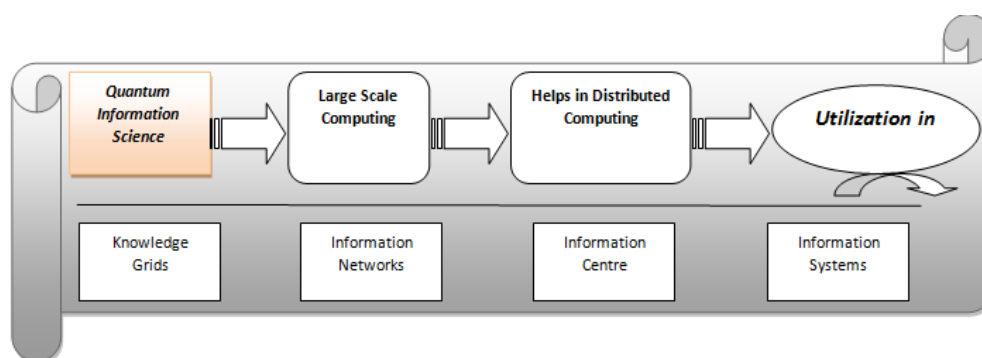 Quantum
Information
Science
Large Scale
Computing
Helps in Distributed
Computing
Utilization in
Knowledge
Grids
Information
Networks
Information
Centre
Information
Systems